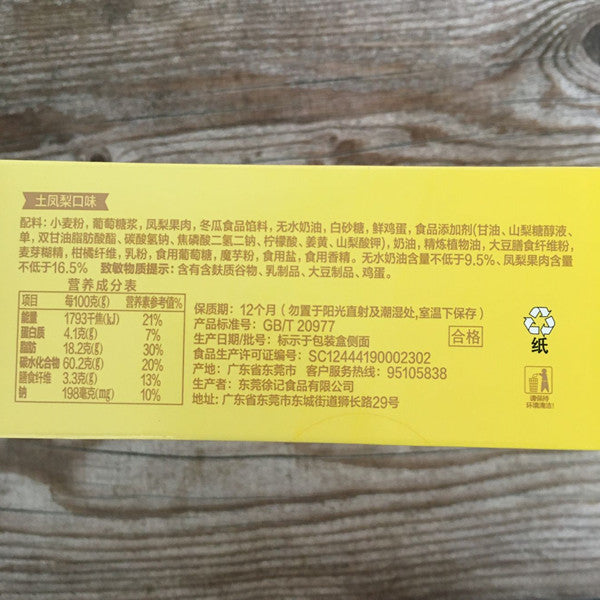 土凤梨口味
配料：小麦粉，葡萄糖浆，凤梨果肉，冬瓜食品馅料，无水奶油，白砂糖，鲜鸡蛋，食品添加剂(甘油、山梨糖醇液、
单，双甘油脂肪酸酯、碳酸氢钠、焦磷酸二氢二钠、柠檬酸、姜黄、山梨酸钾)，奶油，精炼植物油，大豆膳食纤维粉，
麦芽糊精，柑橘纤维，乳粉，食用葡萄糖，魔芋粉，食用盐，食用香精。无水奶油含量不低于9.5%、凤梨果肉含量
不低于16.5% 致敏物质提示：含有含麸质谷物、乳制品、大豆制品、鸡蛋。
营养成分表
项目 每100克(g) 营养素参考值%
能量 1793千焦(kJ) 21%
蛋白质 4.1克(g) 7%
脂肪 18.2克(g) 30%
碳水化合物 60.2克(g) 20%
膳食纤维 3.3克(g) 13%
钠 198毫克(mg) 10%
保质期：12个月（勿置于阳光直射及潮湿处,室温下保存）
产品标准号：GB/T 20977
生产日期/批号：标示于包装盒侧面
合格
食品生产许可证编号：SC12444190002302
产地：广东省东莞市 客户服务热线：95105838
生产者：东莞徐记食品有限公司
地址：广东省东莞市东城街道狮长路29号
纸
请保持
环境清洁!